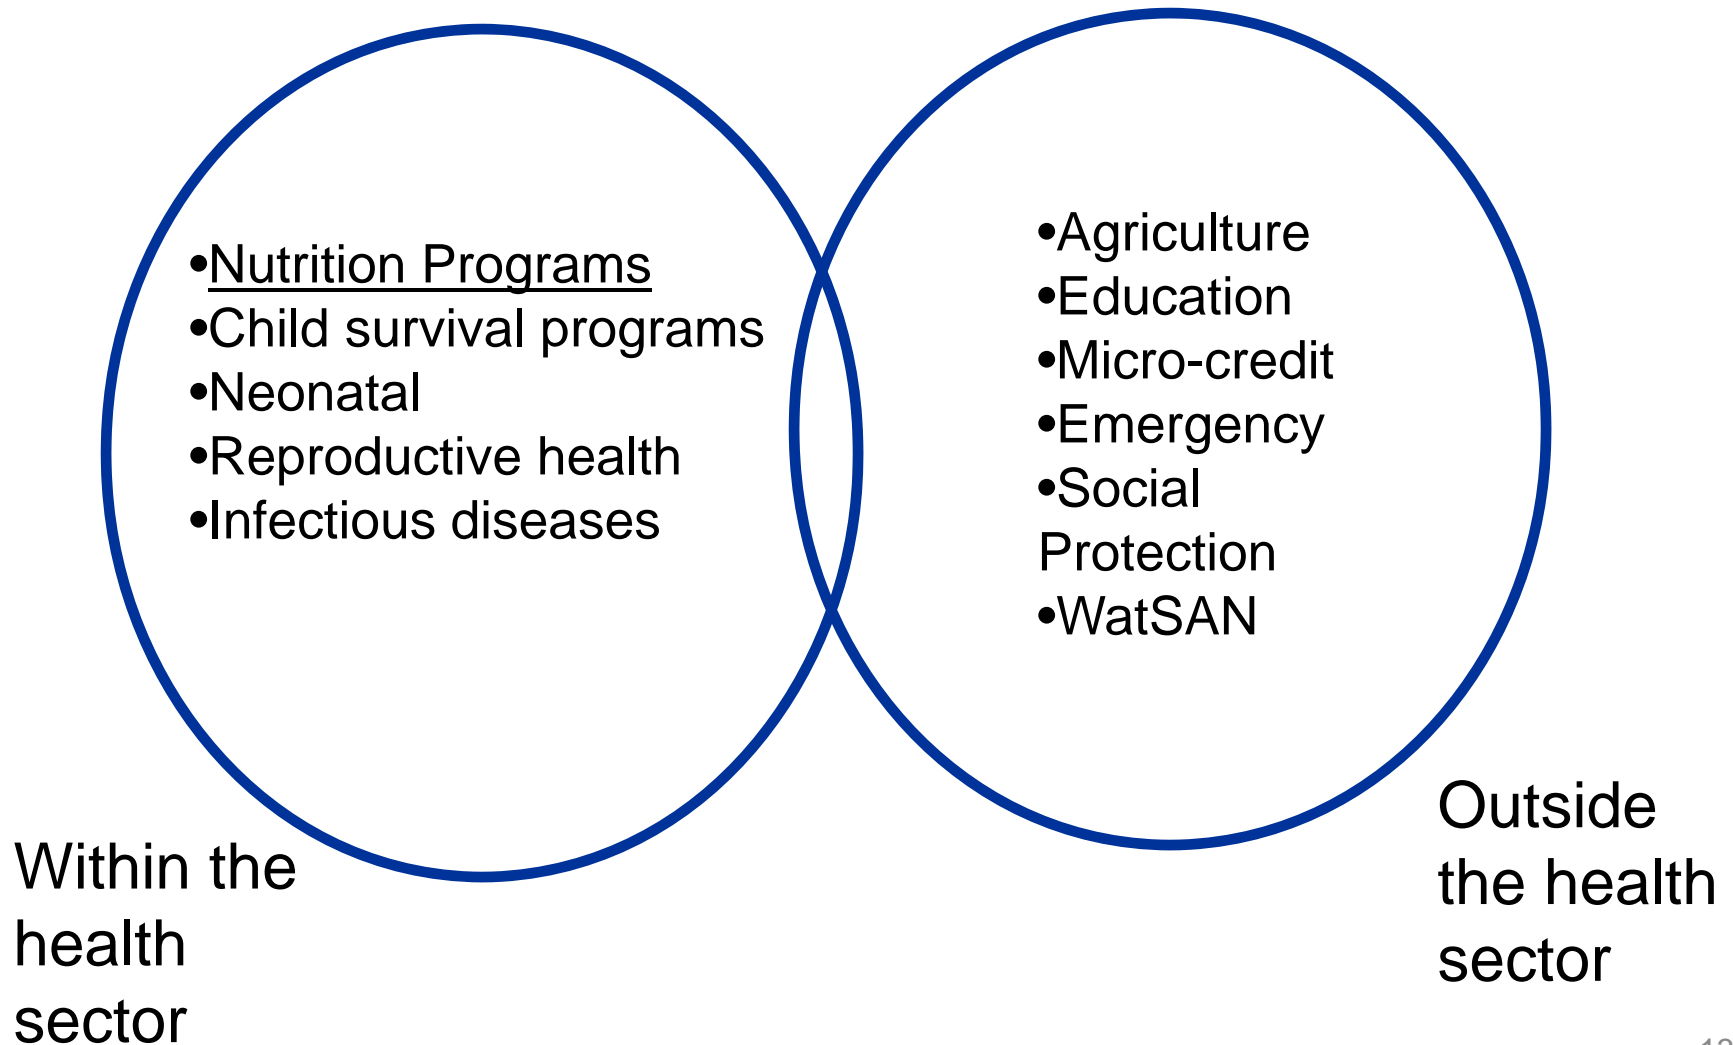 •Nutrition Programs
•Child survival programs
•Neonatal
•Reproductive health
•Infectious diseases
•Agriculture
•Education
•Micro-credit
•Emergency
•Social
Protection
•WatSAN
Within the
health
sector
Outside
the health
sector